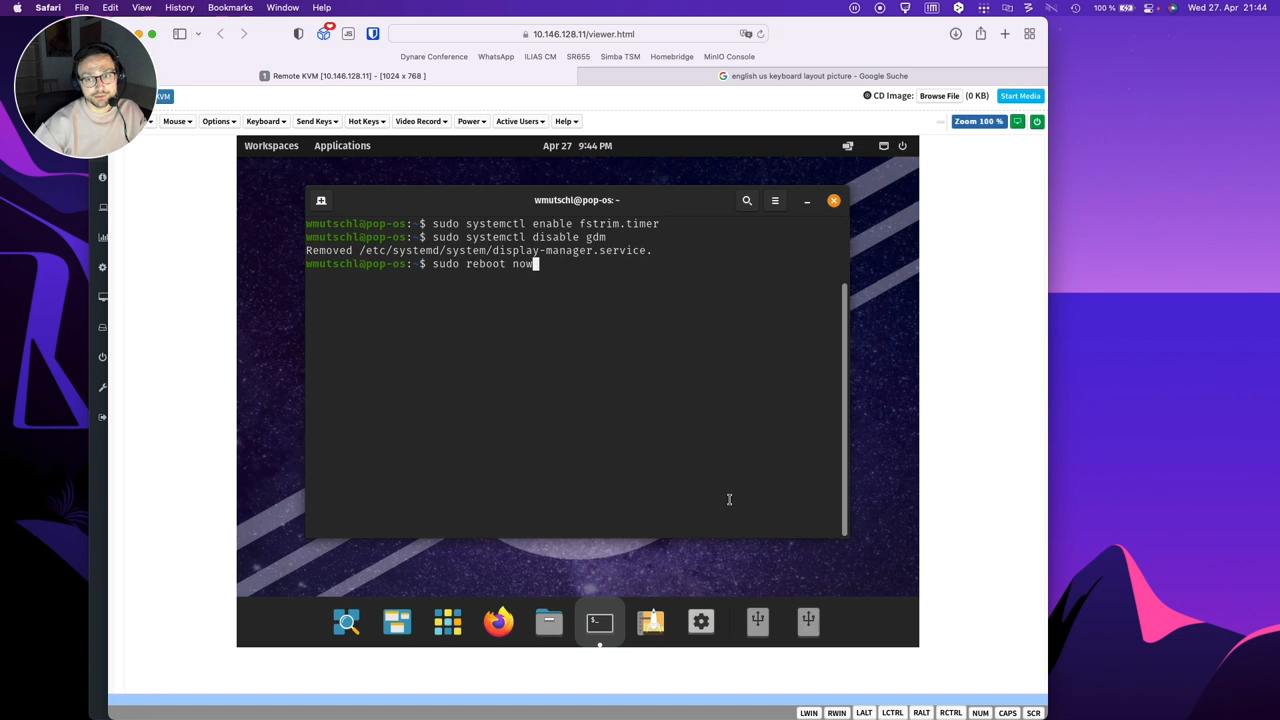 Safari File Edit View History Bookmarks Window Help 100 % Wed 27. Apr. 21:44
10.146.128.11/viewer.html
Dynare Conference WhatsApp ILIAS CM SR655 Simba TSM Homebridge MinIO Console
1 Remote KVM [10.146.128.11] - [1024 x 768 ] english us keyboard layout picture - Google Suche
KVM CD Image: Browse File (0 KB) Start Media
Mouse Options Keyboard Send Keys Hot Keys Video Record Power Active Users Help Zoom 100 %
Workspaces Applications Apr 27 9:44 PM
wmutschl@pop-os: ~
wmutschl@pop-os:~$ sudo systemctl enable fstrim.timer
wmutschl@pop-os:~$ sudo systemctl disable gdm
Removed /etc/systemd/system/display-manager.service.
wmutschl@pop-os:~$ sudo reboot now
LWIN RWIN LALT LCTRL RALT RCTRL NUM CAPS SCR